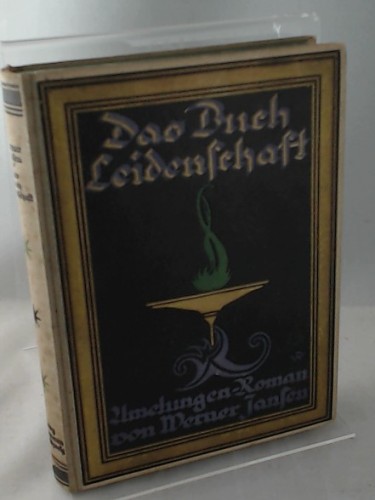 Das Buch
Leidenschaft
Amelungen-Roman
von Werner Jansen